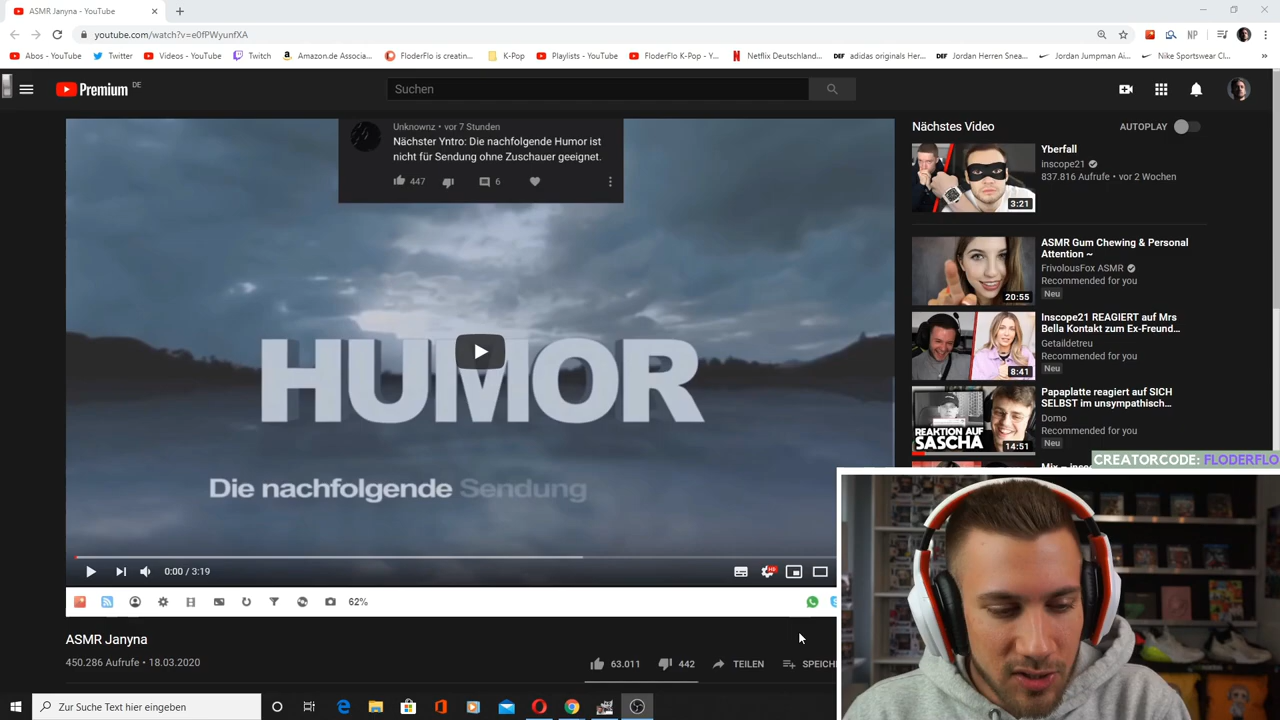 ASMR Janyna - YouTube
youtube.com/watch?v=e0fPWyunfXA
Abos - YouTube
Twitter
Videos - YouTube
Twitch
Amazon.de Associa...
FloderFlo is creatin...
K-Pop
Playlists - YouTube
FloderFlo K-Pop - Y...
Netflix Deutschland...
adidas originals Her...
Jordan Herren Snea...
Jordan Jumpman Ai...
Nike Sportswear Cl...
Premium DE
Suchen
Unknownz • vor 7 Stunden
Nächster Yntro: Die nachfolgende Humor ist
nicht für Sendung ohne Zuschauer geeignet.
447
6
HUMOR
Die nachfolgende Sendung
0:00 / 3:19
62%
ASMR Janyna
450.286 Aufrufe • 18.03.2020
63.011
442
TEILEN
SPEICHE
Nächstes Video
AUTOPLAY
3:21
Yberfall
inscope21
837.816 Aufrufe • vor 2 Wochen
20:55
ASMR Gum Chewing & Personal
Attention ~
FrivolousFox ASMR
Recommended for you
Neu
8:41
Inscope21 REAGIERT auf Mrs
Bella Kontakt zum Ex-Freund...
Getaildetreu
Recommended for you
Neu
REAKTION AUF
SASCHA
14:51
Papaplatte reagiert auf SICH
SELBST im unsympathisch...
Domo
Recommended for you
Neu
CREATORCODE: FLODERFLO
Zur Suche Text hier eingeben